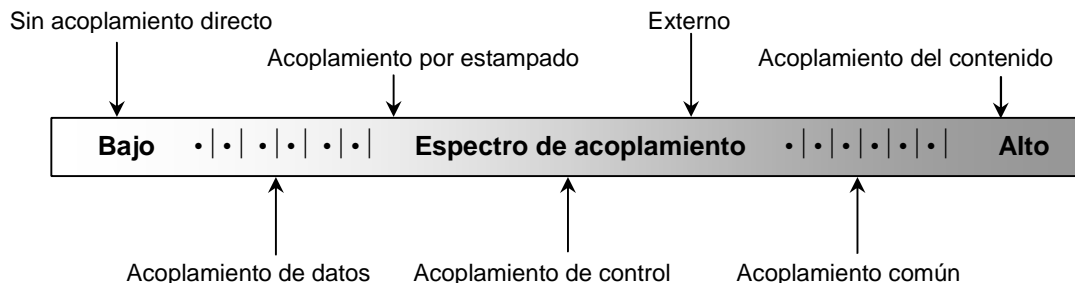 Sin acoplamiento directo
Externo
Acoplamiento por estampado
Acoplamiento del contenido
Bajo
Espectro de acoplamiento
Alto
Acoplamiento de datos
Acoplamiento de control
Acoplamiento común